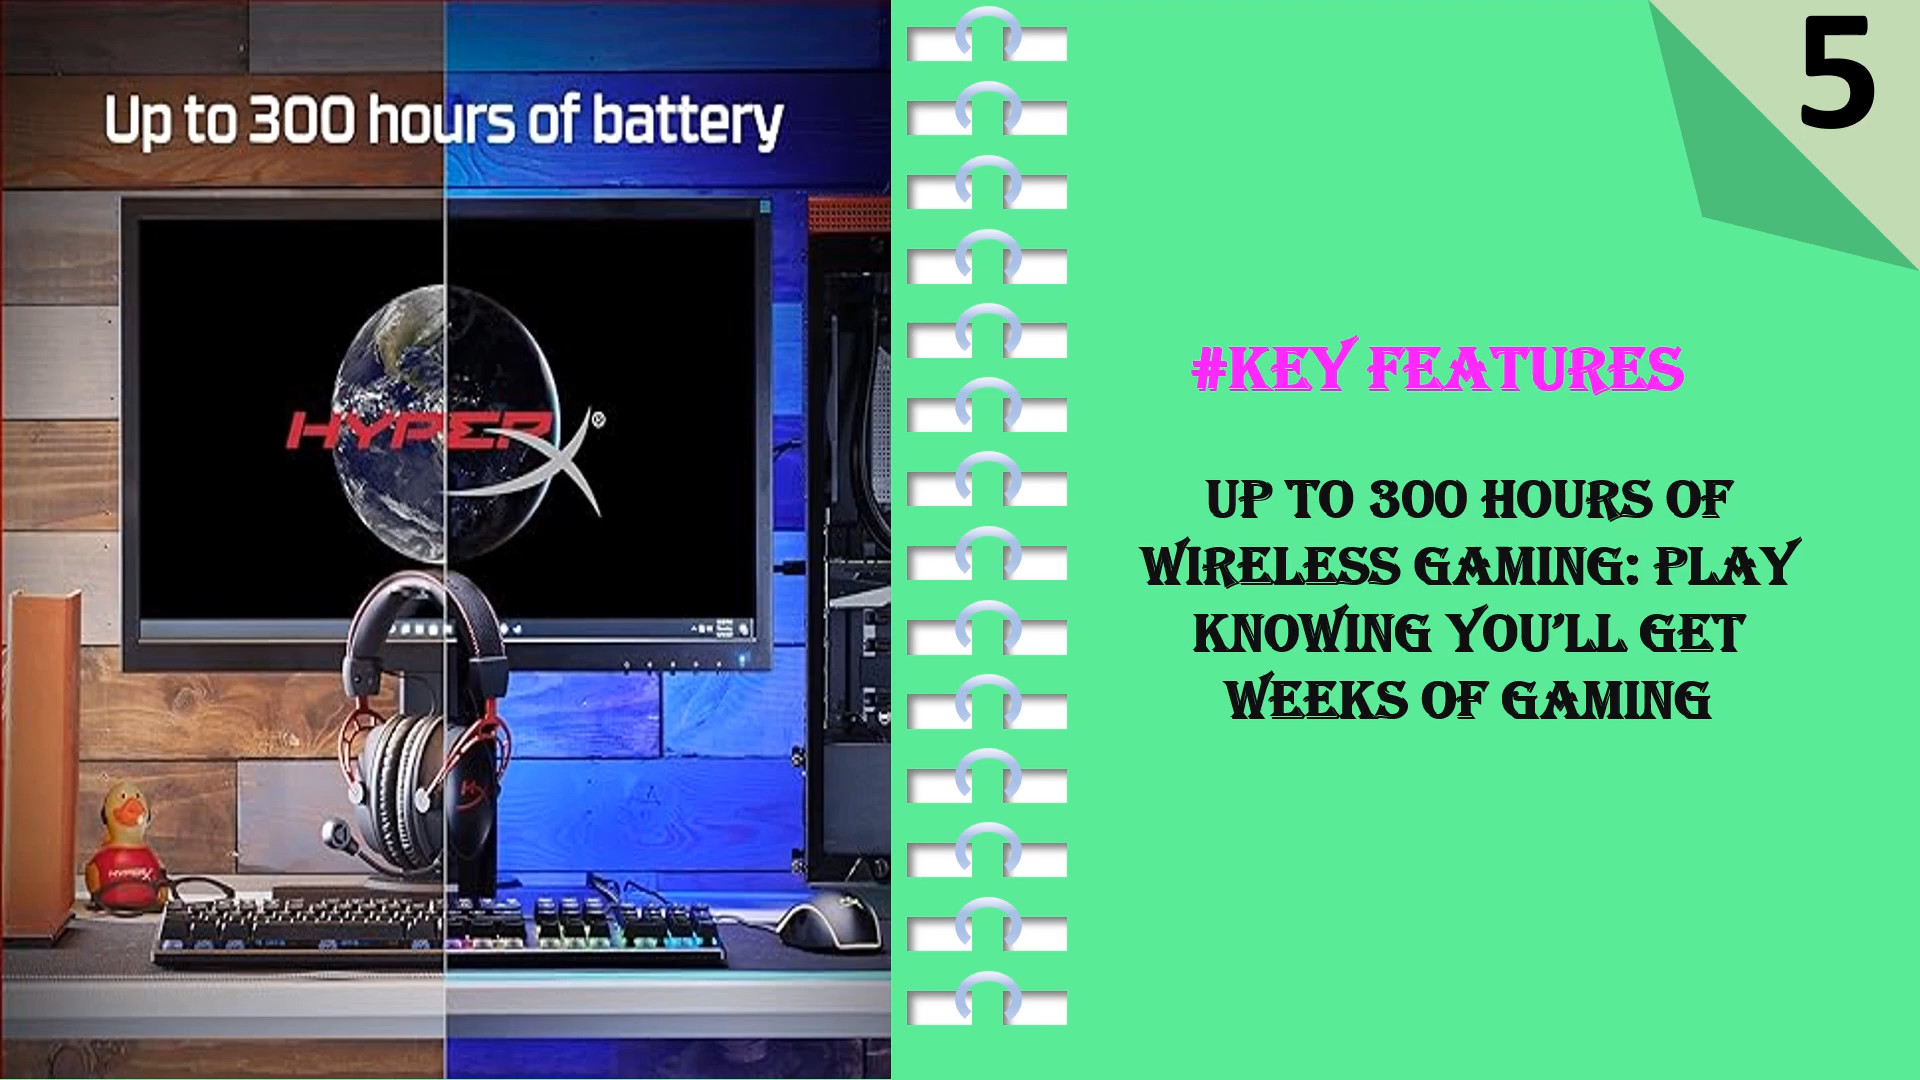 Up to 300 hours of battery
HYPERX®
HYPERX
5
#KEY FEATURES
UP TO 300 HOURS OF
WIRELESS GAMING: PLAY
KNOWING YOU’LL GET
WEEKS OF GAMING